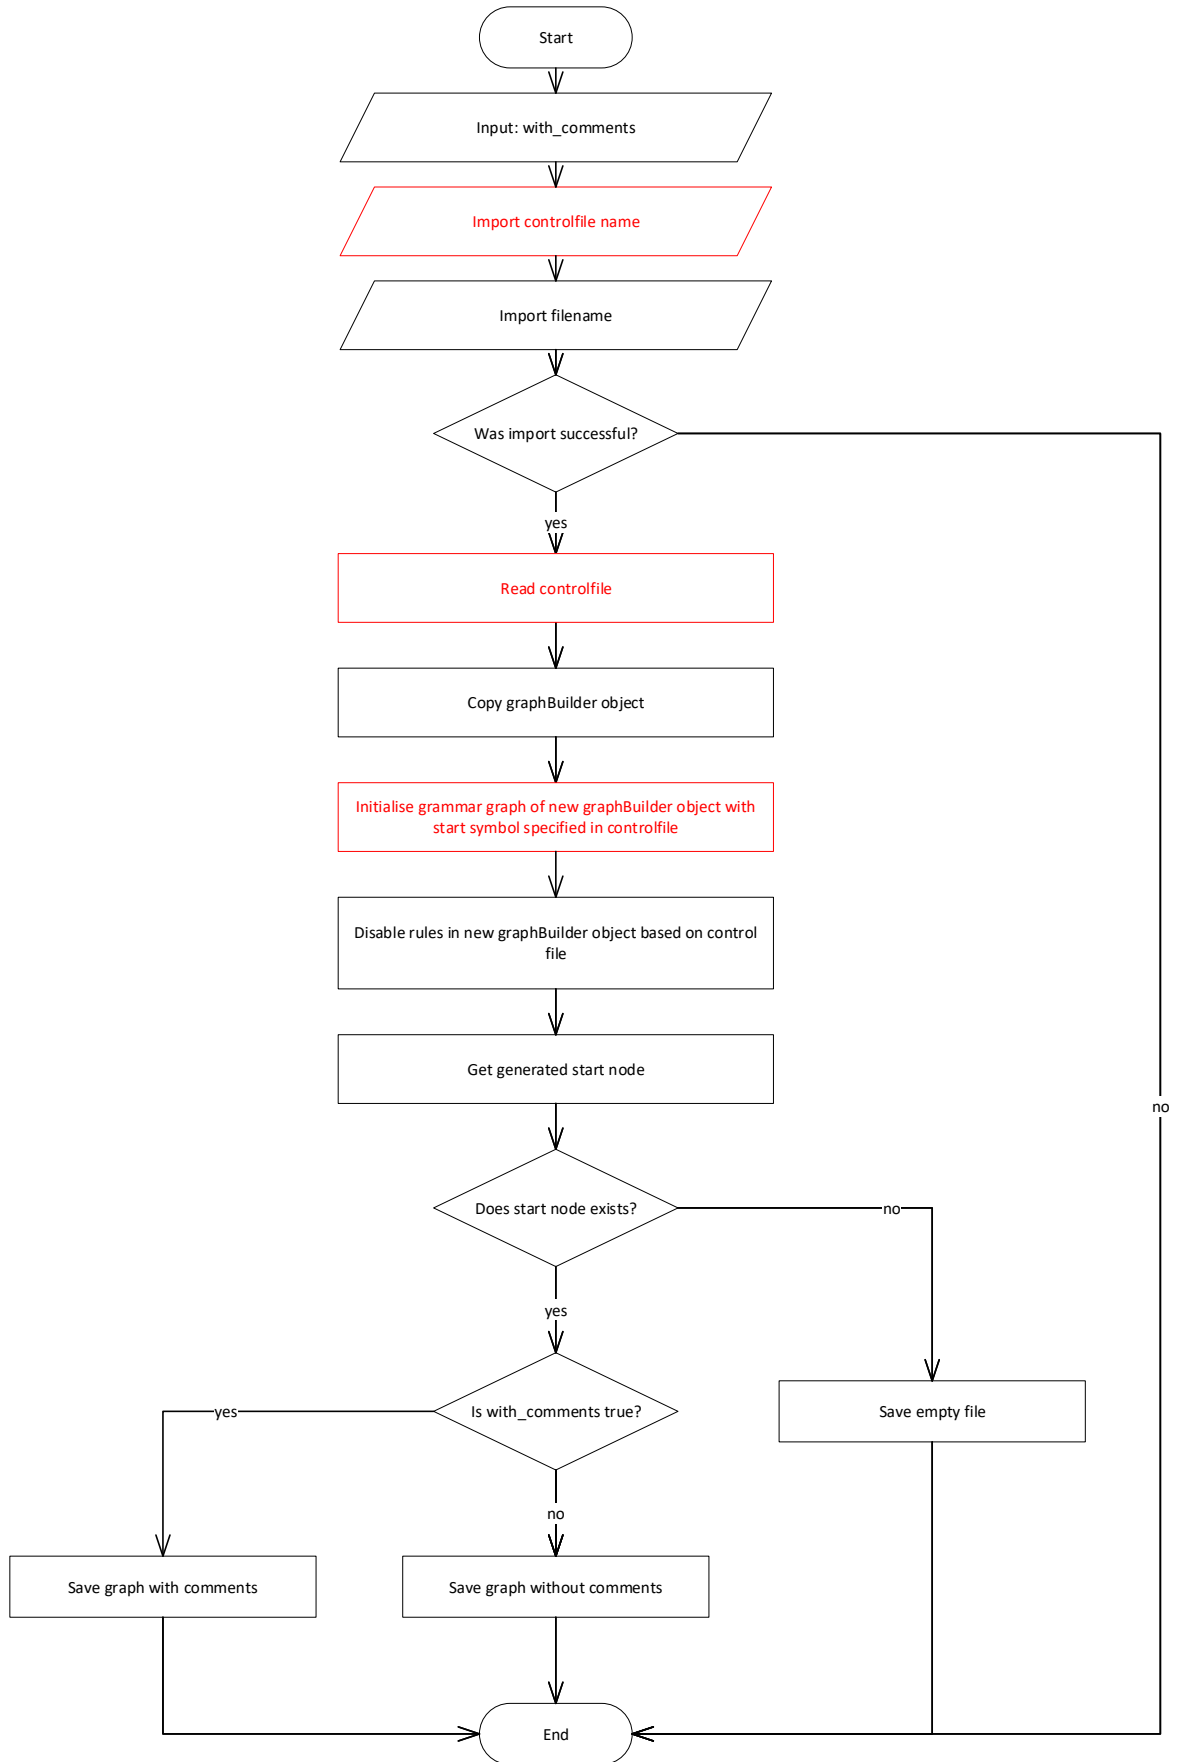 Start
Input: with_comments
Import controlfile name
Import filename
Was import successful?
yes
Read controlfile
Copy graphBuilder object
Initialise grammar graph of new graphBuilder object with
start symbol specified in controlfile
Disable rules in new graphBuilder object based on control
file
Get generated start node
no
Does start node exists?
no
yes
Is with_comments true?
yes
Save empty file
no
Save graph with comments
Save graph without comments
End